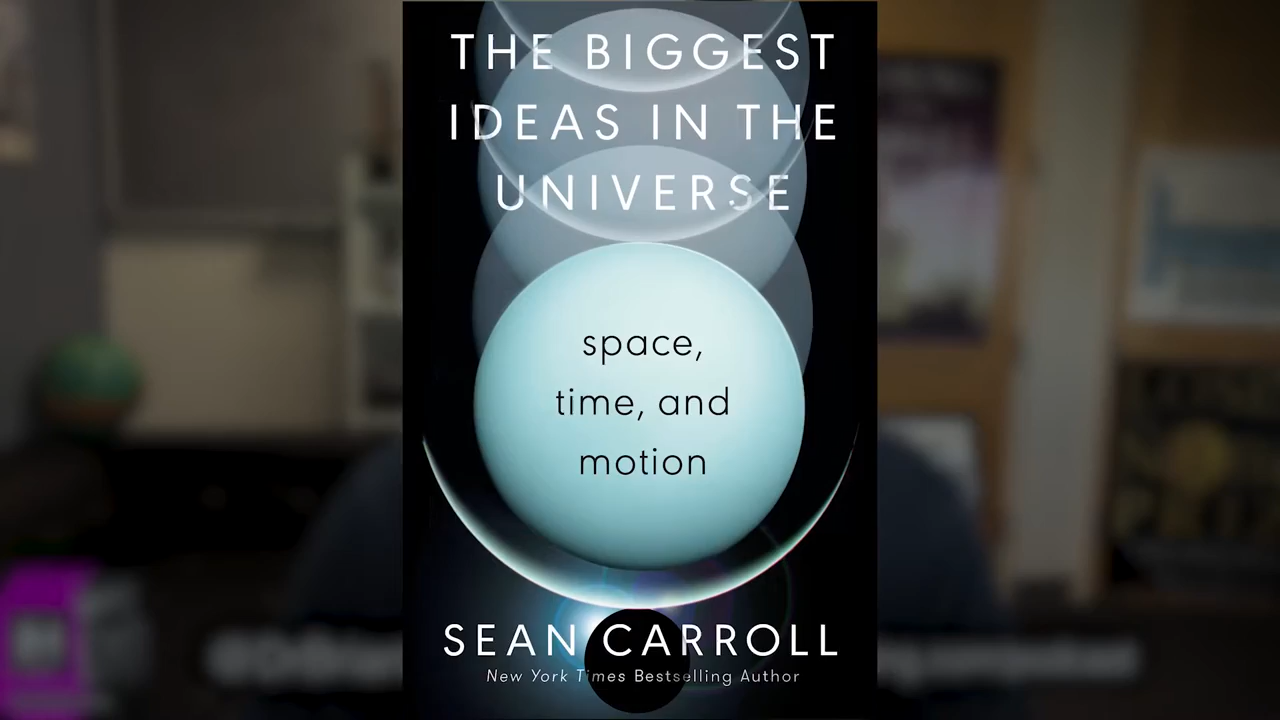 THE BIGGEST
IDEAS IN THE
UNIVERSE
space,
time, and
motion
SEAN CARROLL
New York Times Bestselling Author